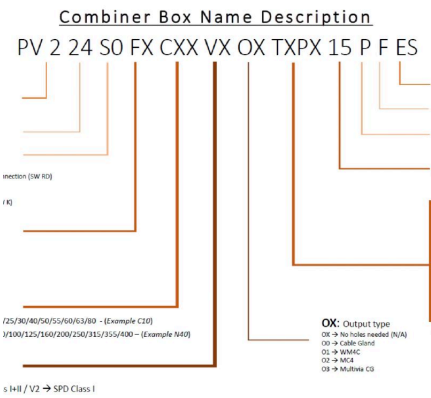 Combiner Box Name Description
PV 2 24 S0 FX CXX VX OX TXPX 15 P F ES
(SW RD)
K)
/25/30/40/50/55/60/63/80 - (Example C10)
)/100/125/160/200/250/315/355/400 – (Example N40)
OX: Output type
OX → No holes needed (N/A)
O0 → Cable Gland
O1 → WM4C
O2 → MC4
O3 → Multivia CG
s I+II / V2 → SPD Class I